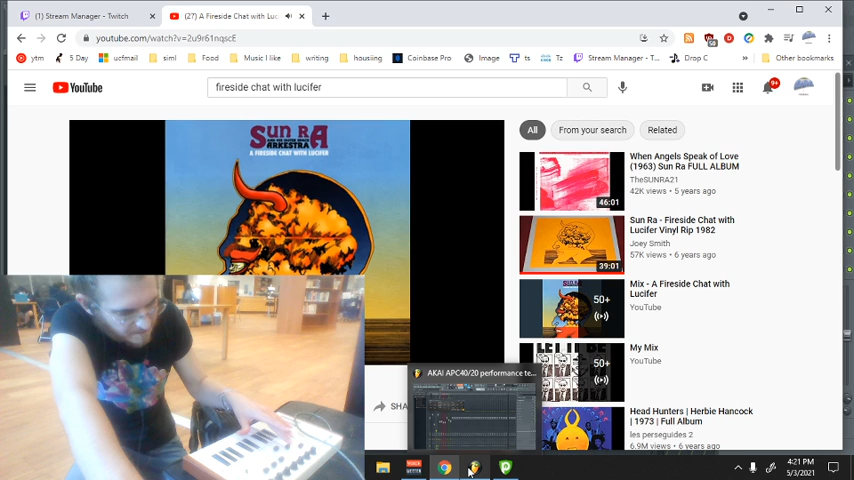 (1) Stream Manager - Twitch
(27) A Fireside Chat with Luc
youtube.com/watch?v=2u9r61nqscE
ytm
5 Day
ucfmail
siml
Food
Music I like
writing
housiing
Coinbase Pro
Image
ts
Tz
Stream Manager - T...
Drop C
Other bookmarks
YouTube
fireside chat with lucifer
9+
SUN RA
A FIRESIDE CHAT WITH LUCIFER
All
From your search
Related
When Angels Speak of Love
(1963) Sun Ra FULL ALBUM
TheSUNRA21
42K views • 5 years ago
46:01
Sun Ra - Fireside Chat with
Lucifer Vinyl Rip 1982
Joey Smith
57K views • 6 years ago
39:01
Mix - A Fireside Chat with
Lucifer
YouTube
50+
My Mix
YouTube
50+
Head Hunters | Herbie Hancock
| 1973 | Full Album
les perseguides 2
6.9M views • 6 years ago
SHA
AKAI APC40/20 performance te...
4:21 PM
5/3/2021